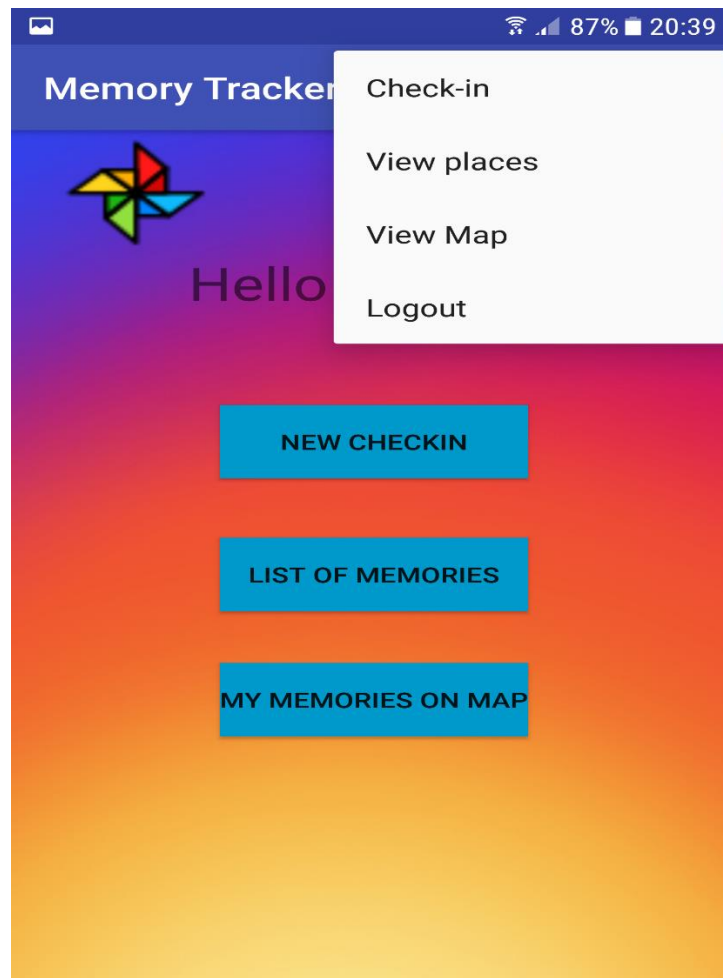 87% 20:39
Memory Tracker
Check-in
View places
View Map
Logout
Hello
NEW CHECKIN
LIST OF MEMORIES
MY MEMORIES ON MAP